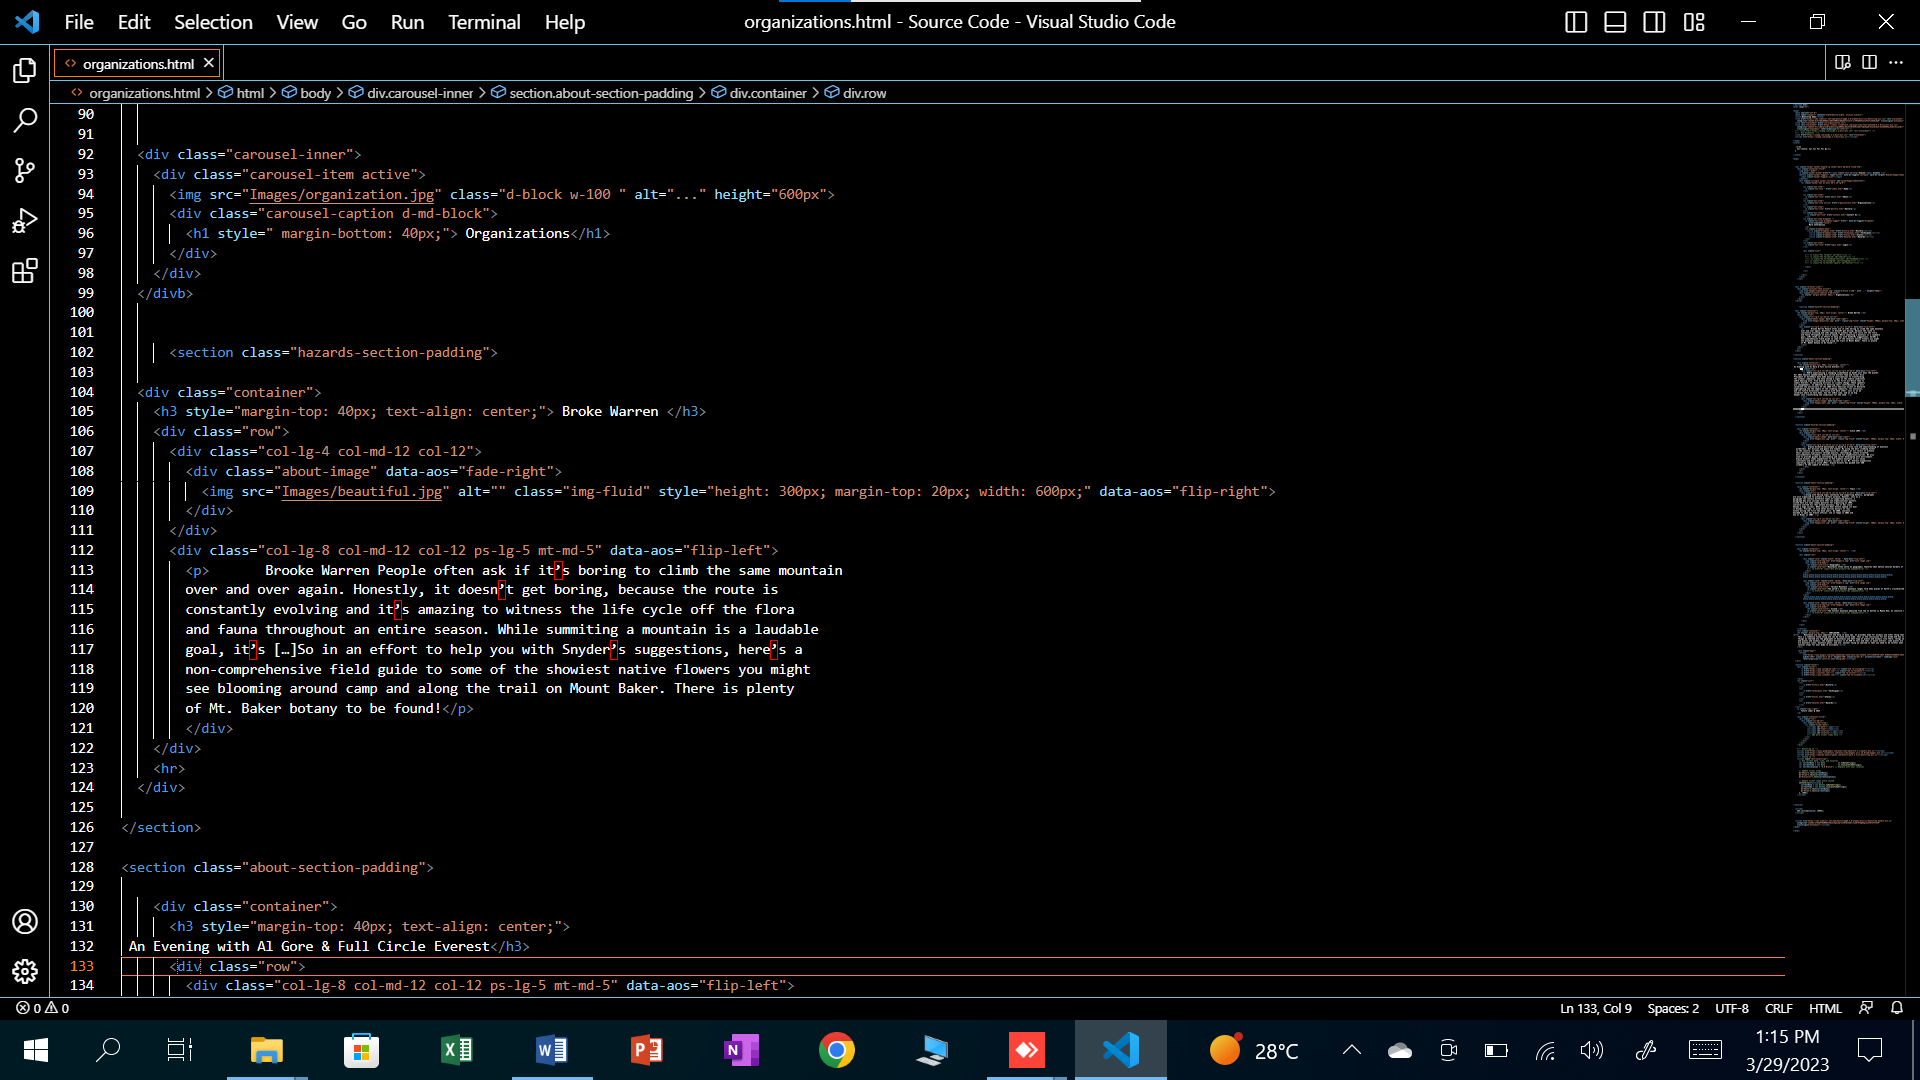 File Edit Selection View Go Run Terminal Help organizations.html - Source Code - Visual Studio Code
organizations.html
organizations.html > html > body > div.carousel-inner > section.about-section-padding > div.container > div.row
90
91
92 <div class="carousel-inner">
93 <div class="carousel-item active">
94 <img src="Images/organization.jpg" class="d-block w-100 " alt="..." height="600px">
95 <div class="carousel-caption d-md-block">
96 <h1 style=" margin-bottom: 40px;"> Organizations</h1>
97 </div>
98 </div>
99 </divb>
100
101
102 <section class="hazards-section-padding">
103
104 <div class="container">
105 <h3 style="margin-top: 40px; text-align: center;"> Broke Warren </h3>
106 <div class="row">
107 <div class="col-lg-4 col-md-12 col-12">
108 <div class="about-image" data-aos="fade-right">
109 <img src="Images/beautiful.jpg" alt="" class="img-fluid" style="height: 300px; margin-top: 20px; width: 600px;" data-aos="flip-right">
110 </div>
111 </div>
112 <div class="col-lg-8 col-md-12 col-12 ps-lg-5 mt-md-5" data-aos="flip-left">
113 <p> Brooke Warren People often ask if it’s boring to climb the same mountain
114 over and over again. Honestly, it doesn’t get boring, because the route is
115 constantly evolving and it’s amazing to witness the life cycle off the flora
116 and fauna throughout an entire season. While summiting a mountain is a laudable
117 goal, it’s […]So in an effort to help you with Snyder’s suggestions, here’s a
118 non-comprehensive field guide to some of the showiest native flowers you might
119 see blooming around camp and along the trail on Mount Baker. There is plenty
120 of Mt. Baker botany to be found!</p>
121 </div>
122 </div>
123 <hr>
124 </div>
125
126 </section>
127
128 <section class="about-section-padding">
129
130 <div class="container">
131 <h3 style="margin-top: 40px; text-align: center;">
132 An Evening with Al Gore & Full Circle Everest</h3>
133 <div class="row">
134 <div class="col-lg-8 col-md-12 col-12 ps-lg-5 mt-md-5" data-aos="flip-left">
0 0 Ln 133, Col 9 Spaces: 2 UTF-8 CRLF HTML
28°C 1:15 PM
3/29/2023